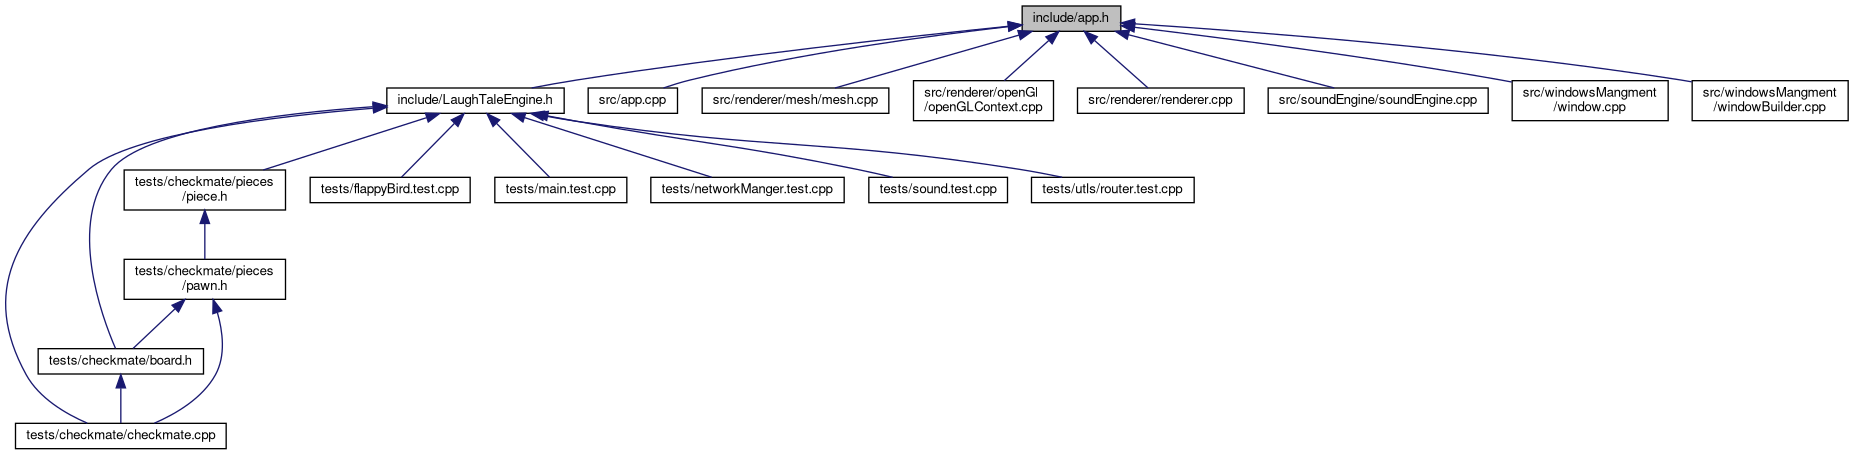 include/app.h
include/LaughTaleEngine.h
src/app.cpp
src/renderer/mesh/mesh.cpp
src/renderer/openGl
/openGLContext.cpp
src/renderer/renderer.cpp
src/soundEngine/soundEngine.cpp
src/windowsMangment
/window.cpp
src/windowsMangment
/windowBuilder.cpp
tests/checkmate/pieces
/piece.h
tests/flappyBird.test.cpp
tests/main.test.cpp
tests/networkManger.test.cpp
tests/sound.test.cpp
tests/utls/router.test.cpp
tests/checkmate/pieces
/pawn.h
tests/checkmate/board.h
tests/checkmate/checkmate.cpp